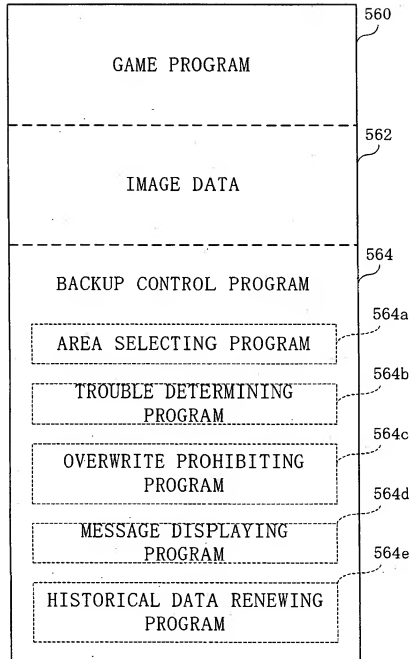 560
GAME PROGRAM
562
IMAGE DATA
564
BACKUP CONTROL PROGRAM
564a
AREA SELECTING PROGRAM
564b
TROUBLE DETERMINING
PROGRAM
564c
OVERWRITE PROHIBITING
PROGRAM
564d
MESSAGE DISPLAYING
PROGRAM
564e
HISTORICAL DATA RENEWING
PROGRAM